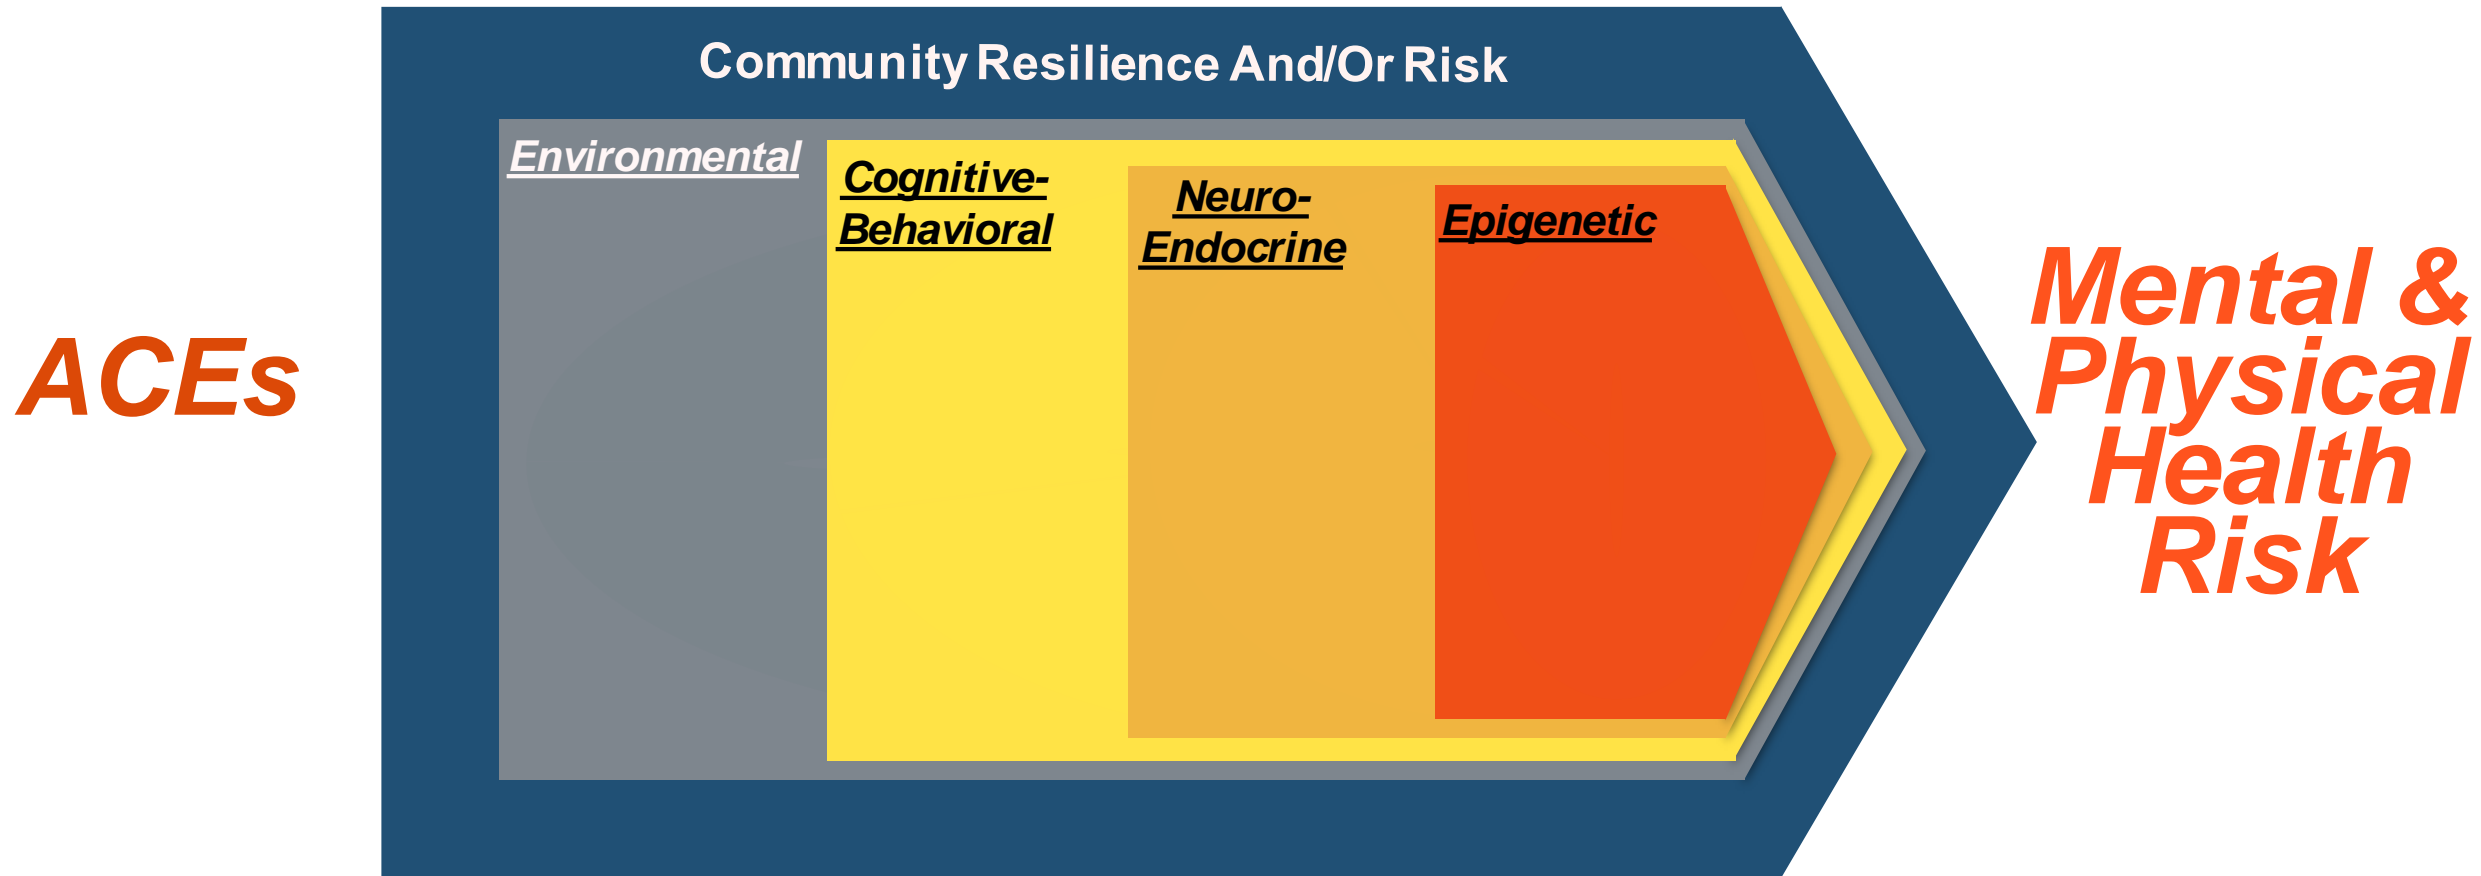 Community Resilience And/Or Risk
Environmental
Cognitive-
Behavioral
Neuro-
Endocrine
Epigenetic
ACEs
Mental &
Physical
Health
Risk